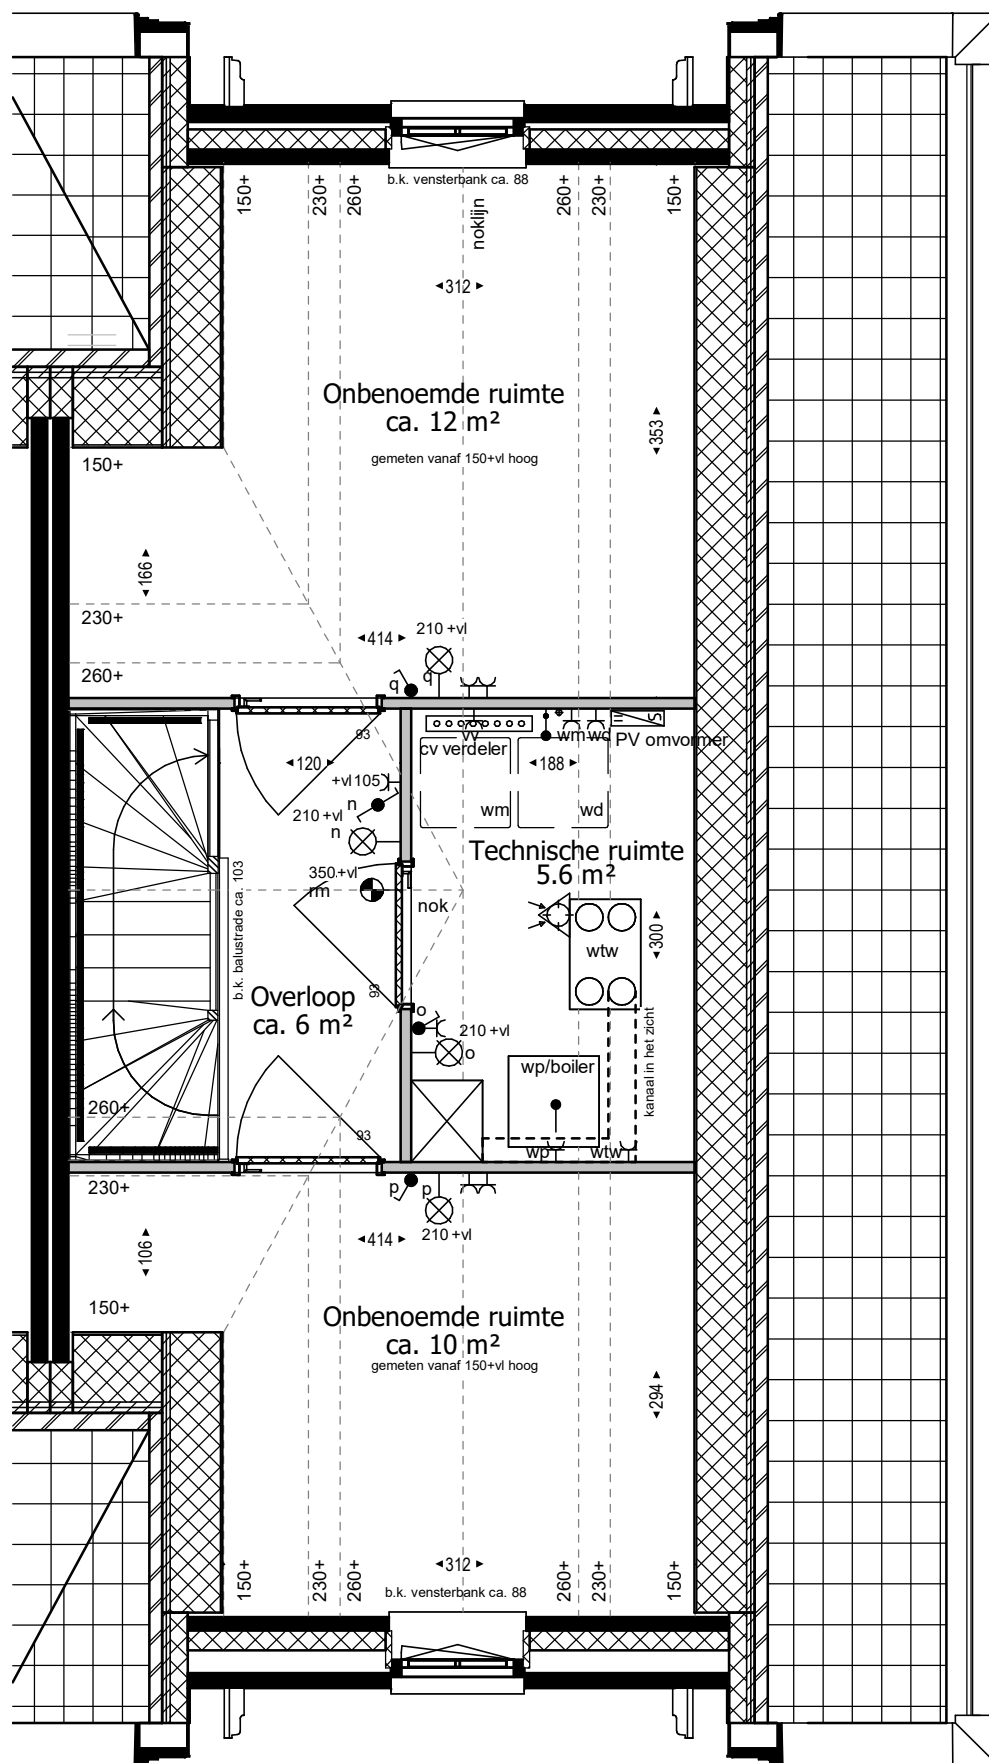 b.k. vensterbank ca. 88
150+
230+
260+
noklijn
260+
230+
150+
312
Onbenoemde ruimte
ca. 12 m²
353
gemeten vanaf 150+vl hoog
150+
166
230+
414
210 +vl
260+
q
q
93
vv
wm
wd
PV omvormer
cv verdeler
120
188
+vl 105
n
210 +vl
n
wm
wd
Technische ruimte
5.6 m²
350 +vl
rm
nok
b.k. balustrade ca. 103
wtw
300
Overloop
ca. 6 m²
93
o
210 +vl
o
kanaal in het zicht
wp/boiler
260+
93
wp
wtw
230+
p
p
414
210 +vl
106
150+
Onbenoemde ruimte
ca. 10 m²
gemeten vanaf 150+vl hoog
294
150+
230+
260+
312
260+
230+
150+
b.k. vensterbank ca. 88